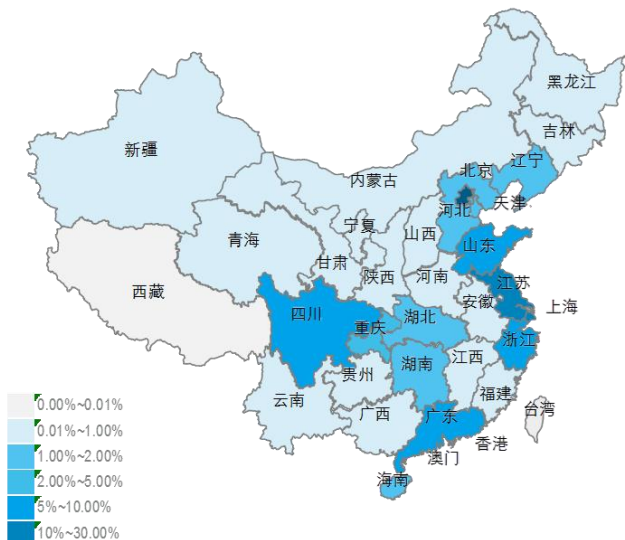 黑龙江
吉林
辽宁
新疆
内蒙古
北京
天津
河北
宁夏
山西
青海
甘肃
山东
陕西
河南
西藏
江苏
安徽
上海
四川
湖北
重庆
浙江
湖南
江西
贵州
福建
云南
广西
广东
台湾
香港
澳门
海南
0.00%~0.01%
0.01%~1.00%
1.00%~2.00%
2.00%~5.00%
5%~10.00%
10%~30.00%